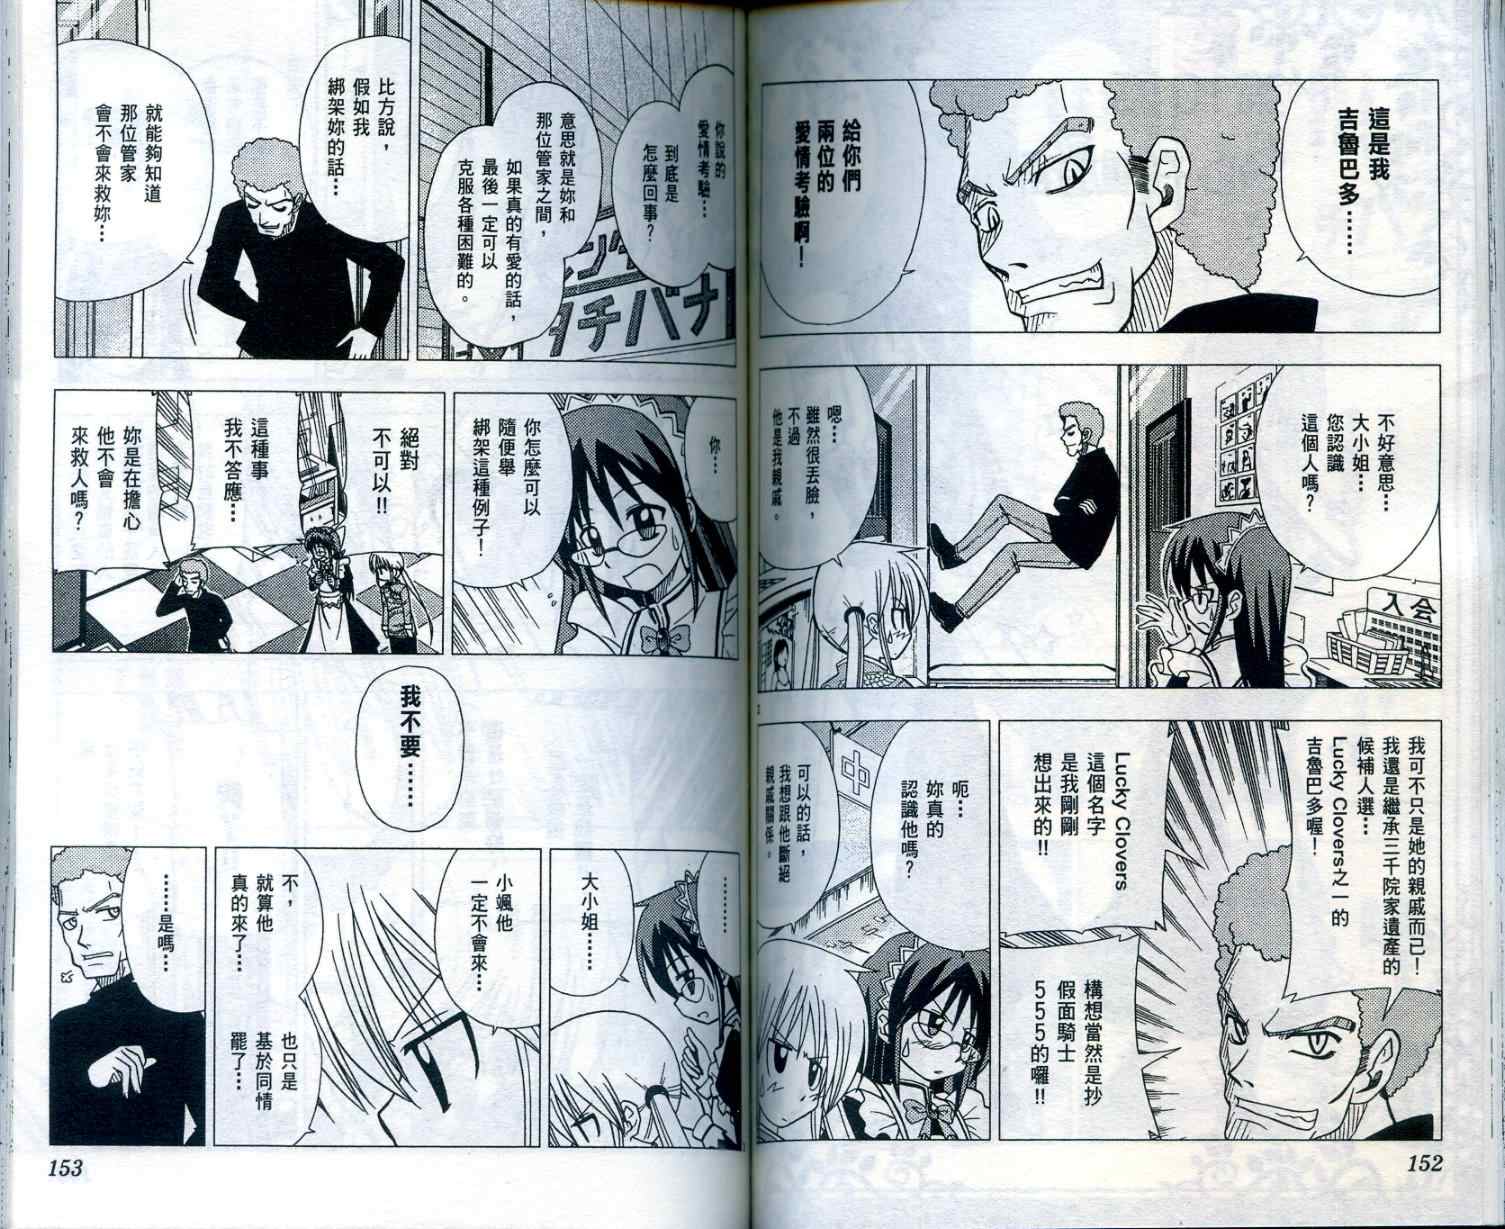 這是我
吉魯巴多……
給你們
兩位的
愛情考驗啊！
不好意思…
大小姐…
您認識
這個人嗎？
嗯…
雖然很丟臉，
不過
他是我親戚。
入会
我可不只是她的親戚而已！
我還是繼承三千院家遺產的
候補人選…
Lucky Clovers之一的
吉魯巴多喔！
Lucky Clovers
這個名字
是我剛剛
想出來的!!
構想當然是抄
假面騎士
555的囉!!
呃…
妳真的
認識他嗎？
可以的話，
我想跟他斷絕
親戚關係。
中
152
你說的
愛情考驗…
到底是
怎麼回事？
意思就是妳和
那位管家之間，
如果真的有愛的話，
最後一定可以
克服各種困難的。
タチバナ
比方說，
假如我
綁架妳的話…
就能夠知道
那位管家
會不會來救妳…
你…
你怎麼可以
隨便舉
綁架這種例子！
絕對
不可以!!
這種事
我不答應…
妳是在擔心
他不會
來救人嗎？
我不要……
………
大小姐……
小颯他
一定不會來…
不，
就算他
真的來了…
也只是
基於同情
罷了…
……是嗎…
153